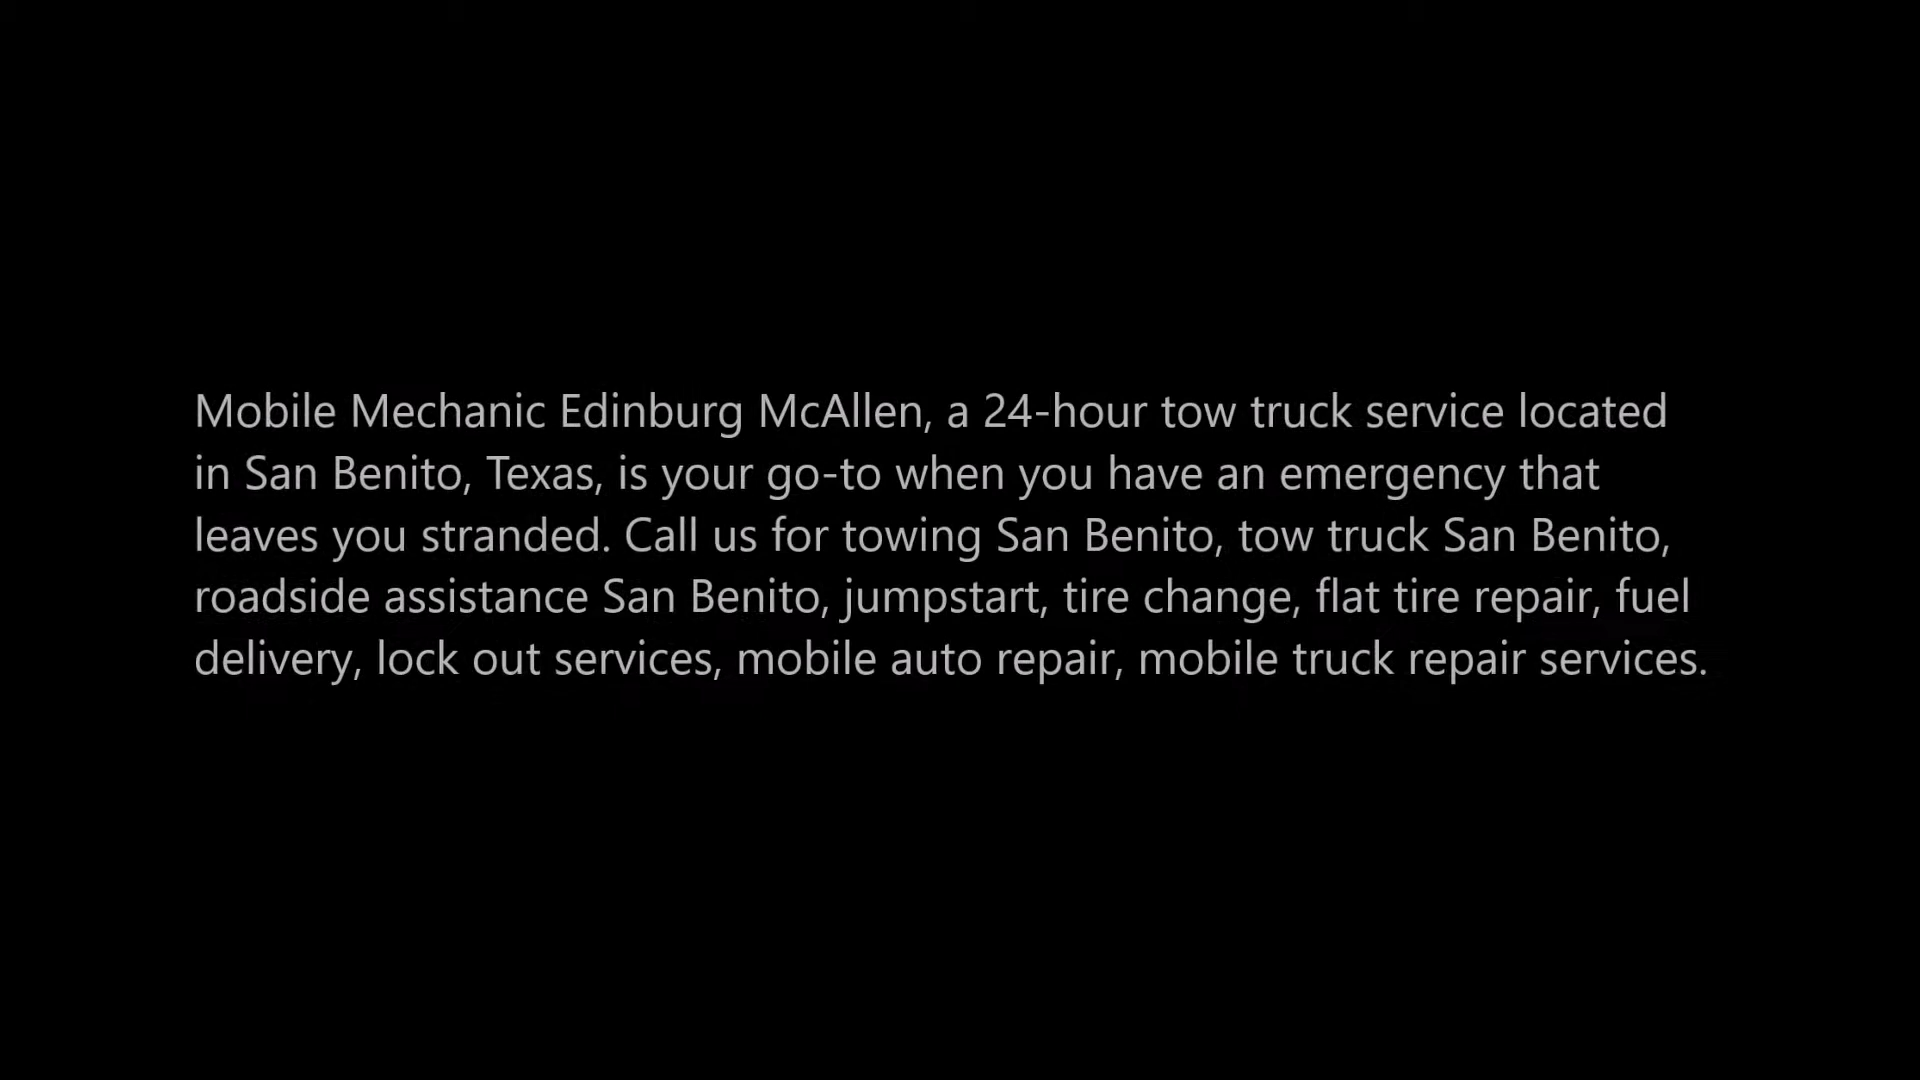 Mobile Mechanic Edinburg McAllen, a 24-hour tow truck service located
in San Benito, Texas, is your go-to when you have an emergency that
leaves you stranded. Call us for towing San Benito, tow truck San Benito,
roadside assistance San Benito, jumpstart, tire change, flat tire repair, fuel
delivery, lock out services, mobile auto repair, mobile truck repair services.